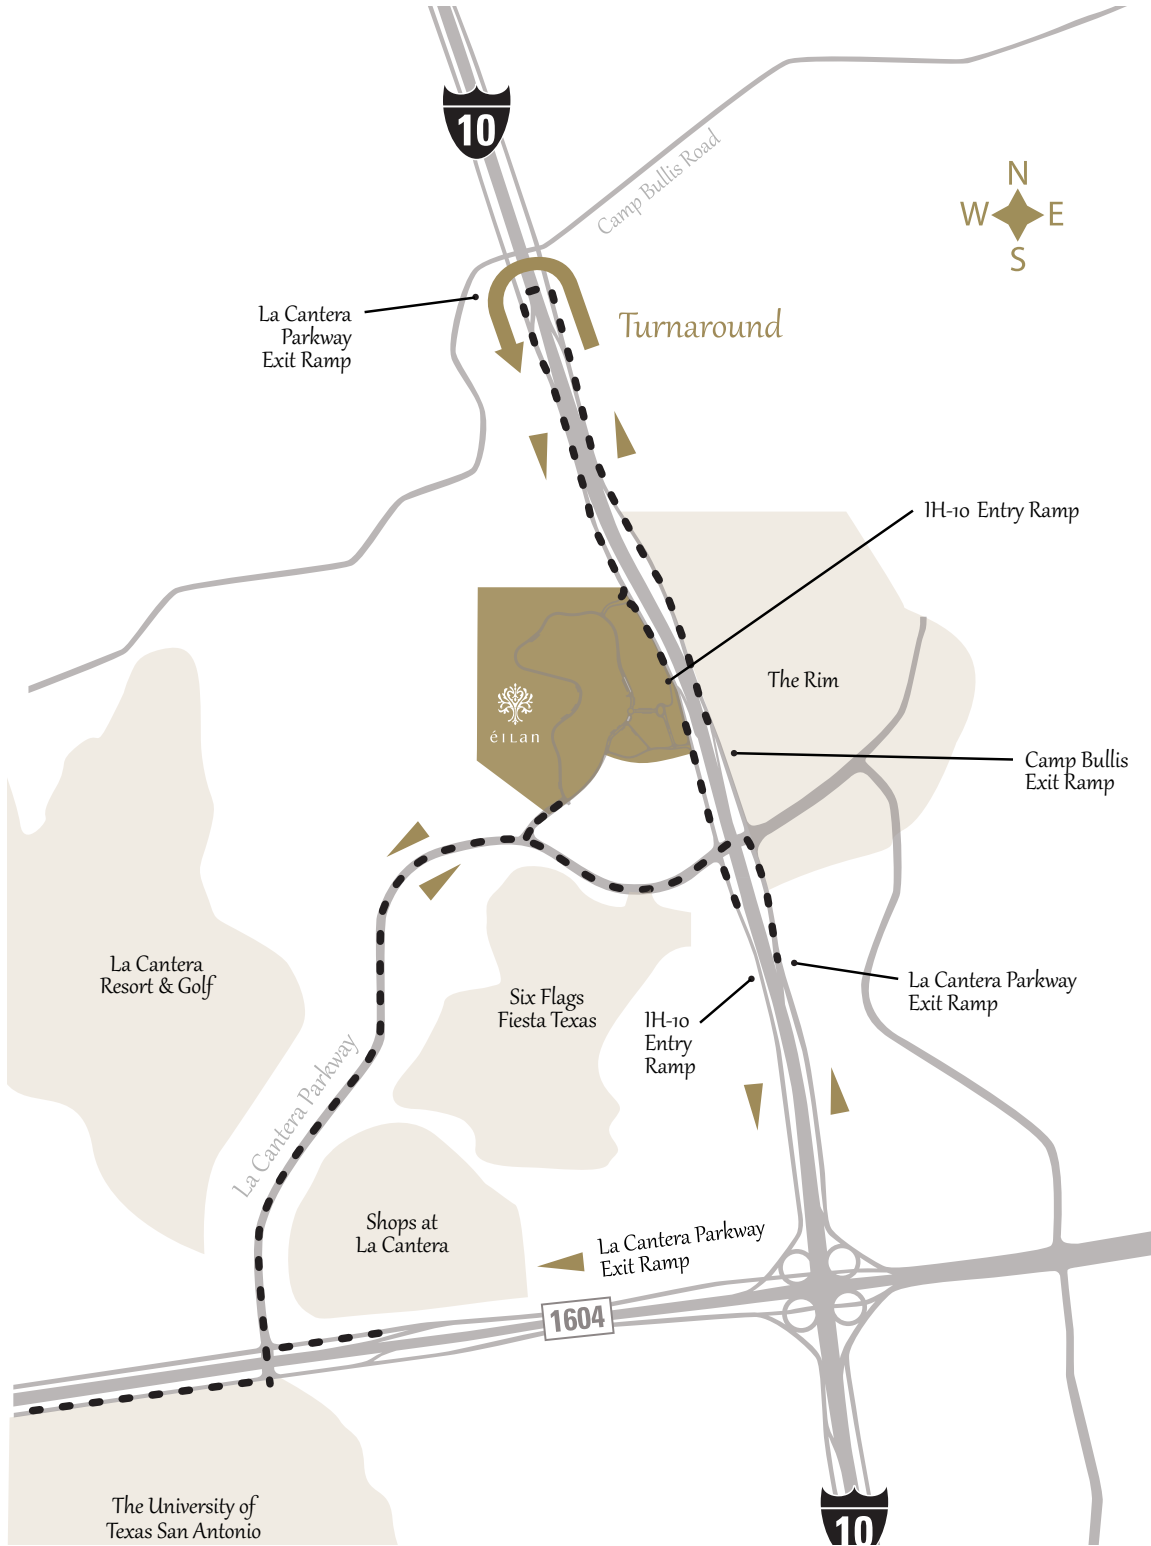 10
Camp Bullis Road
N
W E
S
La Cantera
Parkway
Exit Ramp
Turnaround
IH-10 Entry Ramp
The Rim
éILan
Camp Bullis
Exit Ramp
La Cantera
Resort & Golf
Six Flags
Fiesta Texas
La Cantera Parkway
Exit Ramp
IH-10
Entry
Ramp
La Cantera Parkway
Shops at
La Cantera
La Cantera Parkway
Exit Ramp
1604
The University of
Texas San Antonio
10